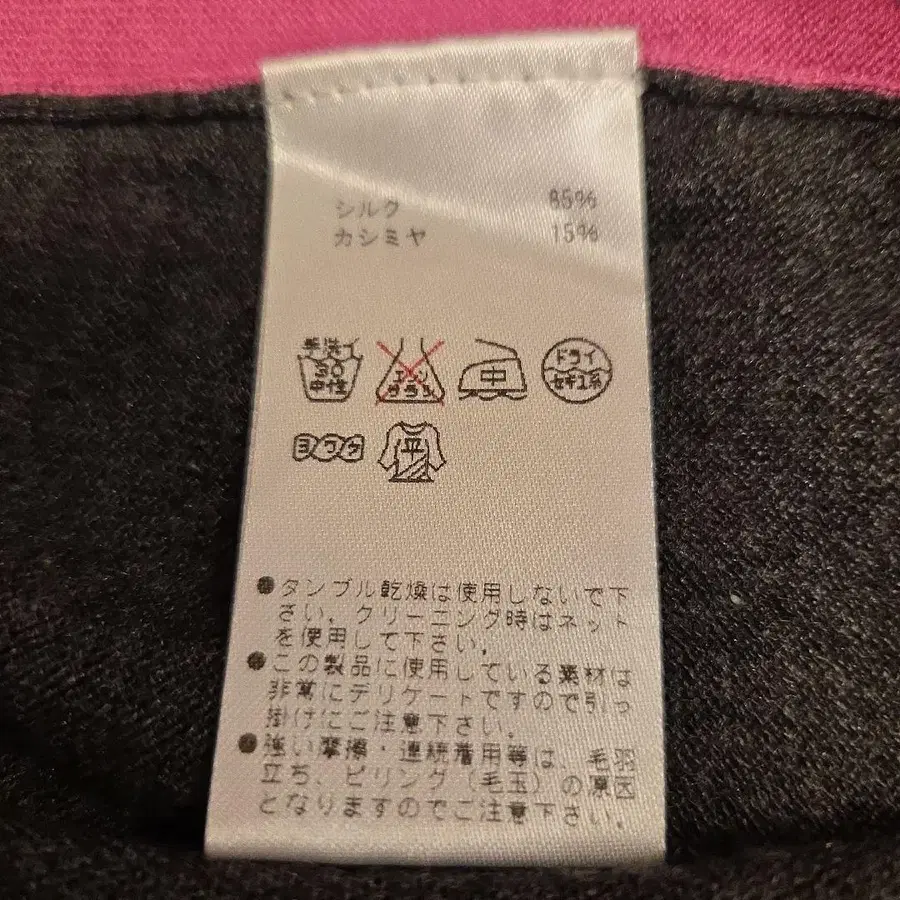 シルク 85%
カシミヤ 15%
手洗イ
30
中性
エンソ
サラシ
中
ドライ
セキユ系
ヨワク
平
●タンブル乾燥は使用しないで下
さい。クリーニング時はネット
を使用して下さい。
●この製品に使用している素材は
非常にデリケートですので引っ
掛けにご注意下さい。
●強い摩擦・連続着用等は、毛羽
立ち、ピリング(毛玉)の原因
となりますのでご注意下さい。